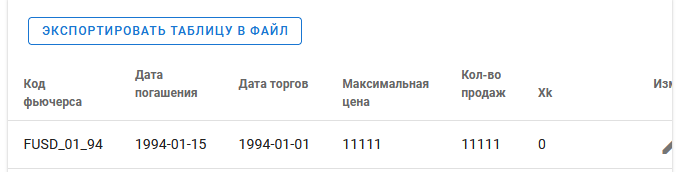 ЭКСПОРТИРОВАТЬ ТАБЛИЦУ В ФАЙЛ
Код фьючерса Дата погашения Дата торгов Максимальная цена Кол-во продаж Xk Изм
FUSD_01_94 1994-01-15 1994-01-01 11111 11111 0